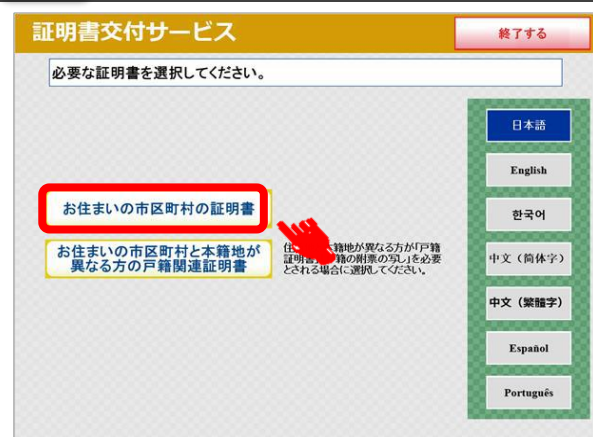 証明書交付サービス
終了する
必要な証明書を選択してください。
日本語
English
한국어
中文（简体字）
中文（繁體字）
Español
Português
お住まいの市区町村の証明書
お住まいの市区町村と本籍地が
異なる方の戸籍関連証明書
住 本籍地が異なる方が「戸籍
証明書 籍の附票の写し」を必要
とされる場合に選択してください。